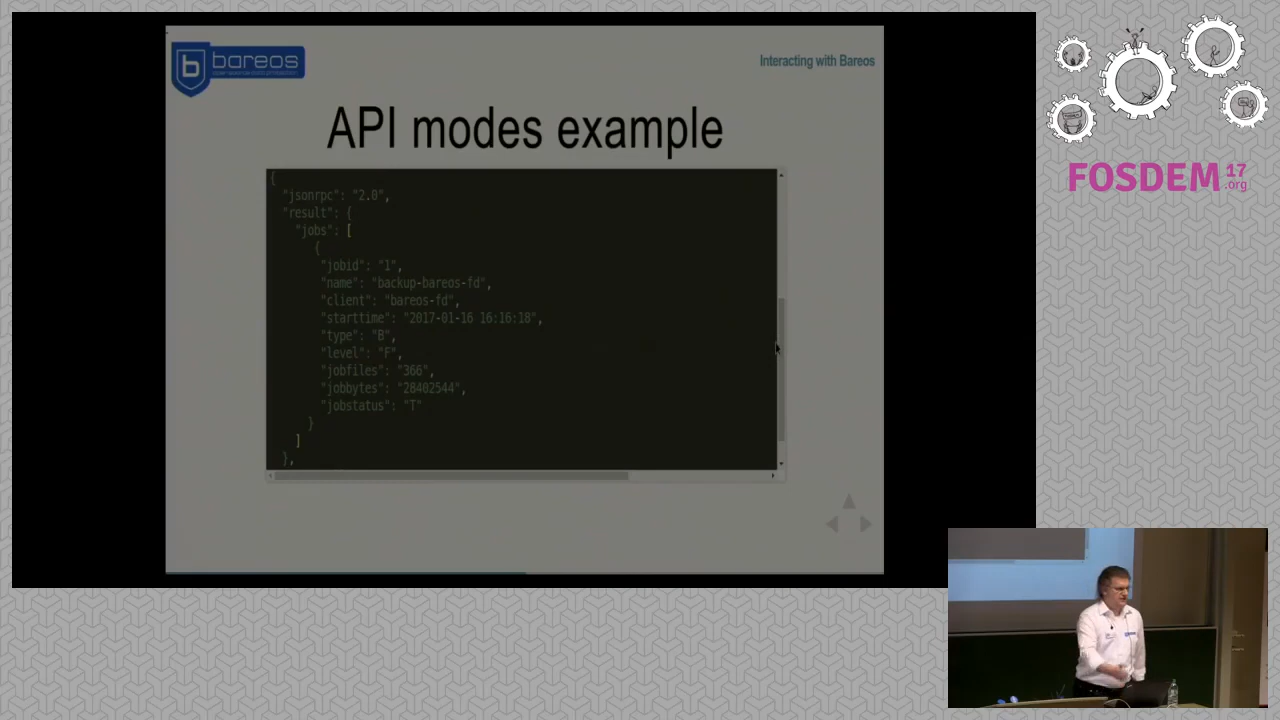 bareos
Interacting with Bareos
API modes example
{
"jsonrpc": "2.0",
"result": {
"jobs": [
{
"jobid": "1",
"name": "backup-bareos-fd",
"client": "bareos-fd",
"starttime": "2017-01-16 16:16:18",
"type": "B",
"level": "F",
"jobfiles": "366",
"jobbytes": "28402544",
"jobstatus": "T"
}
]
},
FOSDEM 17
.org